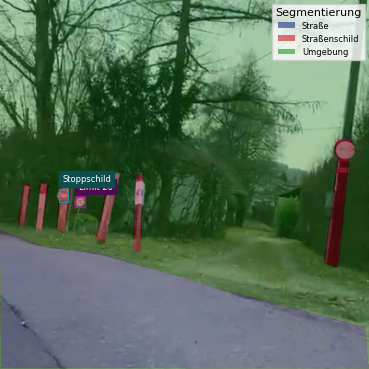 Segmentierung
Straße
Straßenschild
Umgebung
Stoppschild